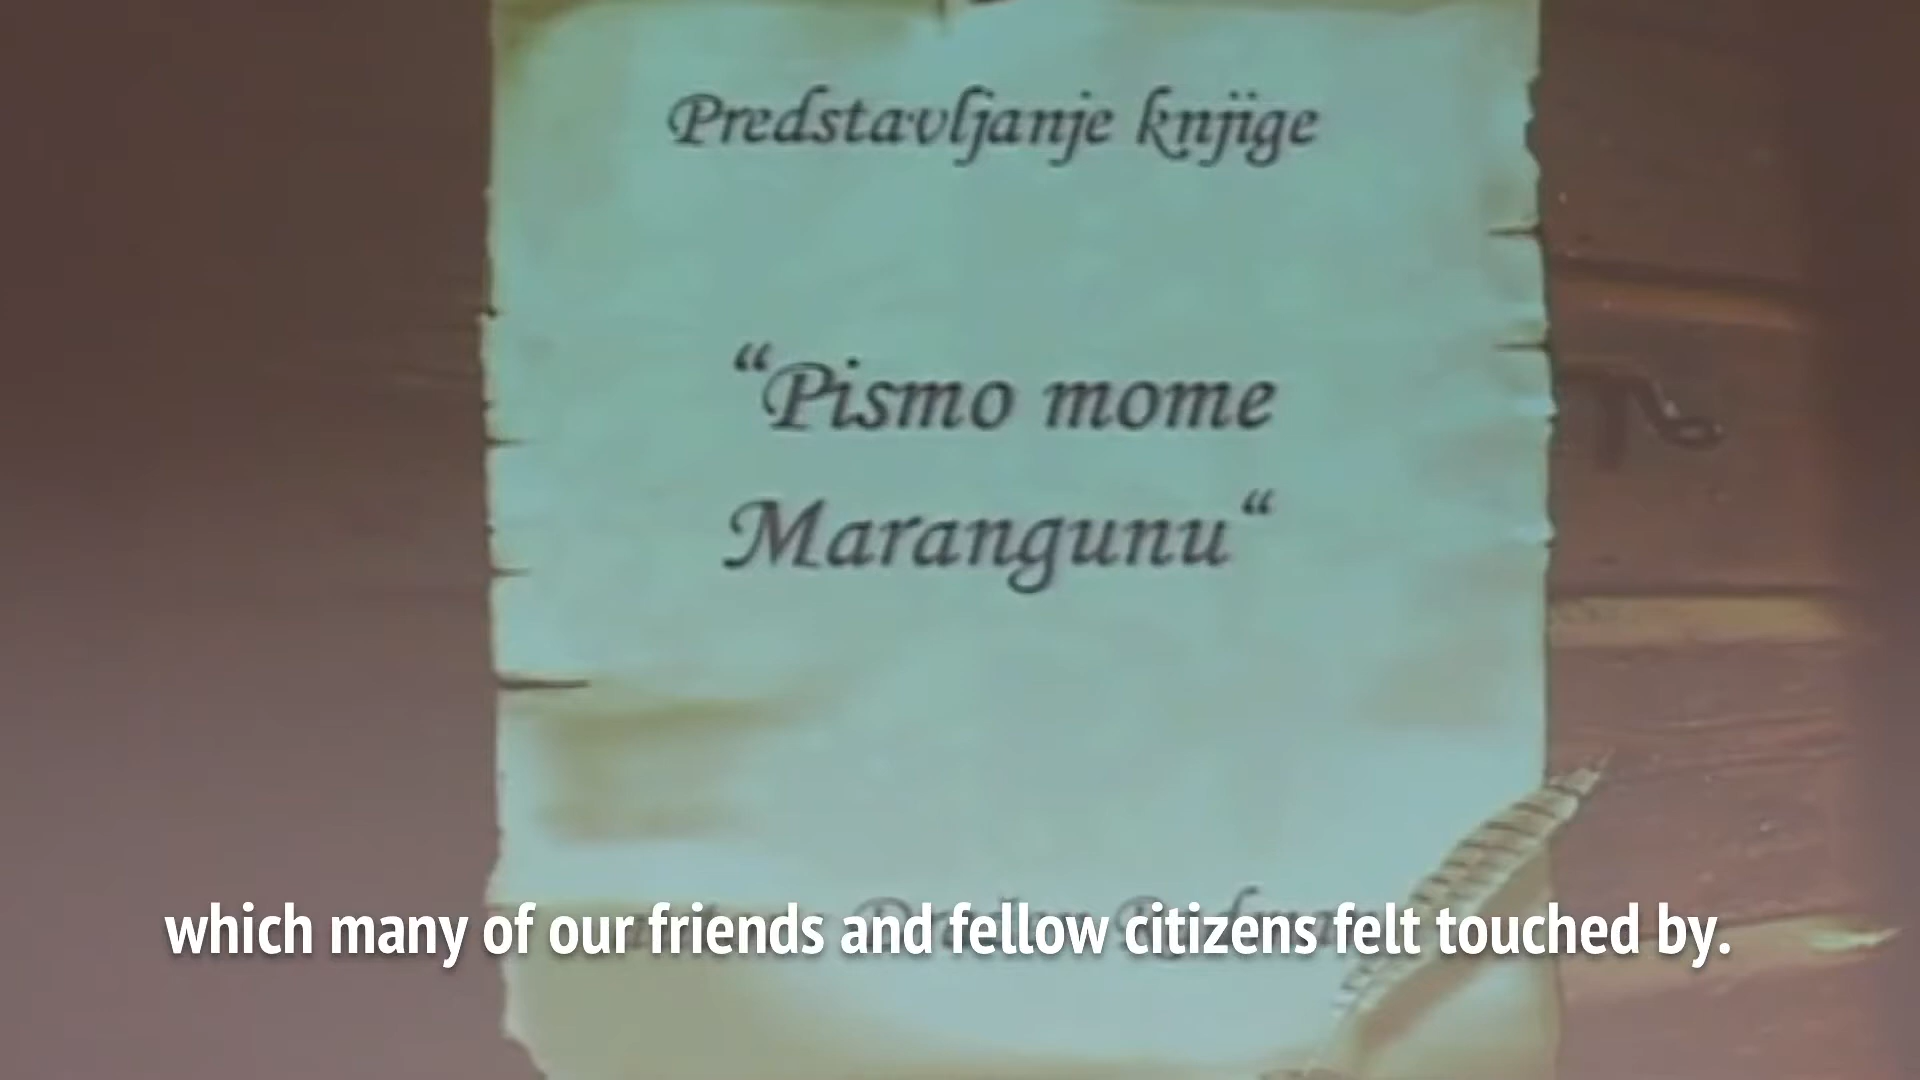 Predstavljanje knjige
“Pismo mome
Marangunu“
which many of our friends and fellow citizens felt touched by.